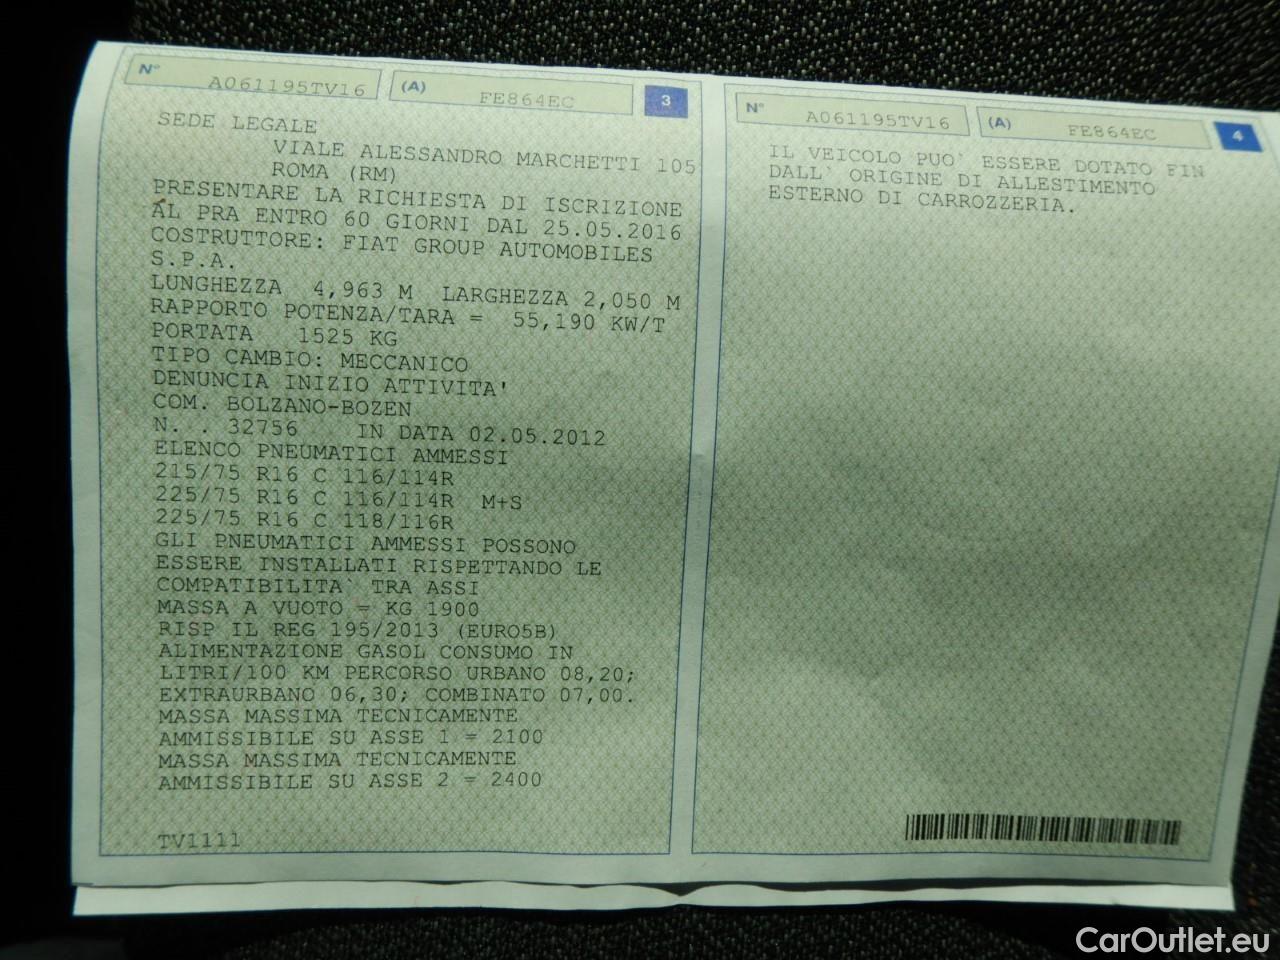 N° A061195TV16 (A) FE864EC 3
SEDE LEGALE
VIALE ALESSANDRO MARCHETTI 105
ROMA (RM)
PRESENTARE LA RICHIESTA DI ISCRIZIONE
AL PRA ENTRO 60 GIORNI DAL 25.05.2016
COSTRUTTORE: FIAT GROUP AUTOMOBILES
S.P.A.
LUNGHEZZA 4,963 M LARGHEZZA 2,050 M
RAPPORTO POTENZA/TARA = 55,190 KW/T
PORTATA 1525 KG
TIPO CAMBIO: MECCANICO
DENUNCIA INIZIO ATTIVITA'
COM. BOLZANO-BOZEN
N. . 32756 IN DATA 02.05.2012
ELENCO PNEUMATICI AMMESSI
215/75 R16 C 116/114R
225/75 R16 C 116/114R M+S
225/75 R16 C 118/116R
GLI PNEUMATICI AMMESSI POSSONO
ESSERE INSTALLATI RISPETTANDO LE
COMPATIBILITA` TRA ASSI
MASSA A VUOTO = KG 1900
RISP IL REG 195/2013 (EURO5B)
ALIMENTAZIONE GASOL CONSUMO IN
LITRI/100 KM PERCORSO URBANO 08,20;
EXTRAURBANO 06,30; COMBINATO 07,00.
MASSA MASSIMA TECNICAMENTE
AMMISSIBILE SU ASSE 1 = 2100
MASSA MASSIMA TECNICAMENTE
AMMISSIBILE SU ASSE 2 = 2400
TV1111
N° A061195TV16 (A) FE864EC 4
IL VEICOLO PUO` ESSERE DOTATO FIN
DALL` ORIGINE DI ALLESTIMENTO
ESTERNO DI CARROZZERIA.
CarOutlet.eu